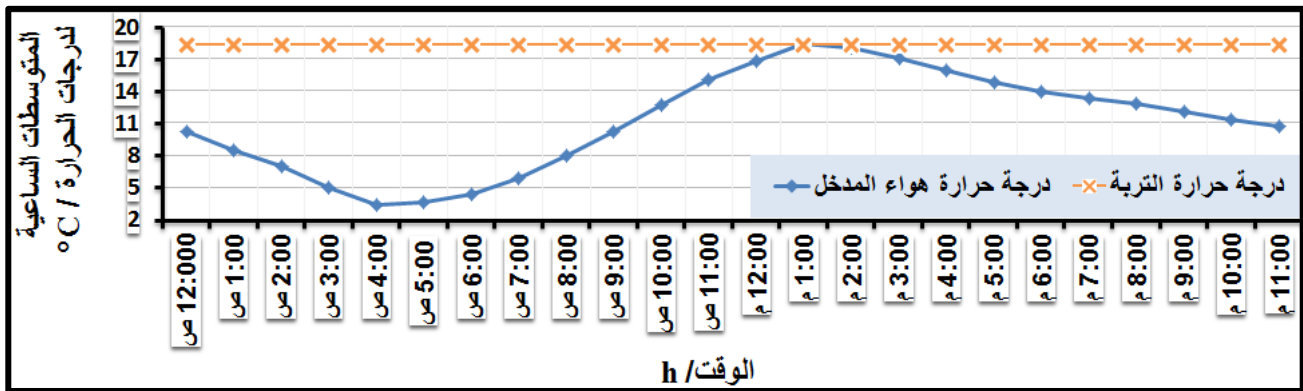 المتوسطات الساعية
لدرجات الحرارة / °C
20
17
14
11
8
5
2
درجة حرارة هواء المدخل
درجة حرارة التربة
12:000 ص
1:00 ص
2:00 ص
3:00 ص
4:00 ص
5:00 ص
6:00 ص
7:00 ص
8:00 ص
9:00 ص
10:00 ص
11:00 ص
12:00 م
1:00 م
2:00 م
3:00 م
4:00 م
5:00 م
6:00 م
7:00 م
8:00 م
9:00 م
10:00 م
11:00 م
الوقت/ h